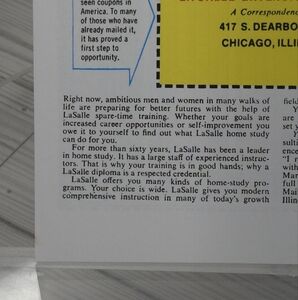 seen coupons in
America. To many
of those who have
already mailed it,
it has proved a
first step to
opportunity.
A Correspondenc
417 S. DEARBO
CHICAGO, ILLI
Right now, ambitious men and women in many walks of
life are preparing for better futures with the help of
LaSalle spare-time training. Whether your goals are
increased career opportunities or self-improvement you
owe it to yourself to find out what LaSalle home study
can do for you.
For more than sixty years, LaSalle has been a leader
in home study. It has a large staff of experienced instruc-
tors. That is why your training is in good hands; why a
LaSalle diploma is a respected credential.
LaSalle offers you many kinds of home-study pro-
grams. Your choice is wide. LaSalle gives you modern
comprehensive instruction in many of today's growth
field
Y
are
set y
Y
sulti
"I r
with
Mar
full
Mai
Illin